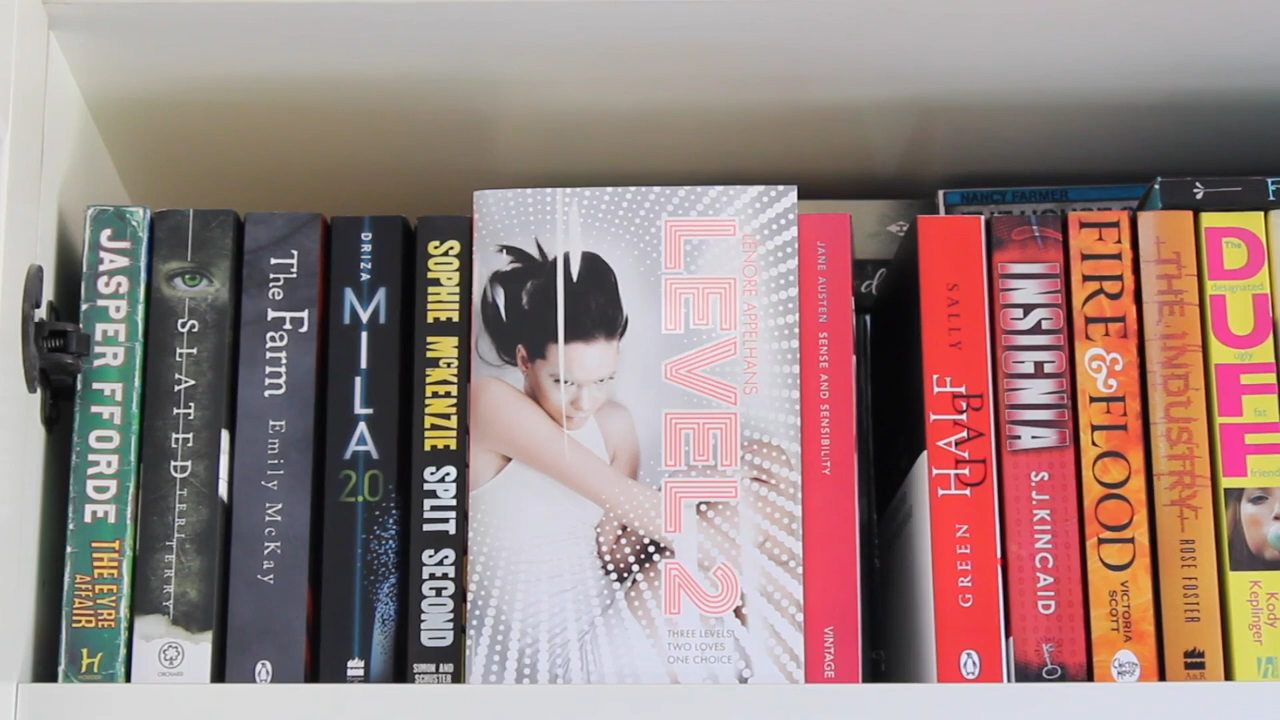 JASPER FFORDE THE EYRE AFFAIR
SLATED TERI TERRY
ORCHARD
The Farm Emily McKay
DRIZA
MILA
2.0
SOPHIE McKENZIE SPLIT SECOND
SIMON AND
SCHUSTER
LENORE APPELHANS
LEVEL 2
THREE LEVELS
TWO LOVES
ONE CHOICE
JANE AUSTEN SENSE AND SENSIBILITY
VINTAGE
NANCY FARMER
SALLY GREEN
HALF BAD
INSIGNIA S.J.KINCAID
FIRE & FLOOD VICTORIA SCOTT
Chicken House
THE INDUSTRY ROSE FOSTER
A&R
The
DUFF
designated
ugly
fat
friend
Kody
Keplinger